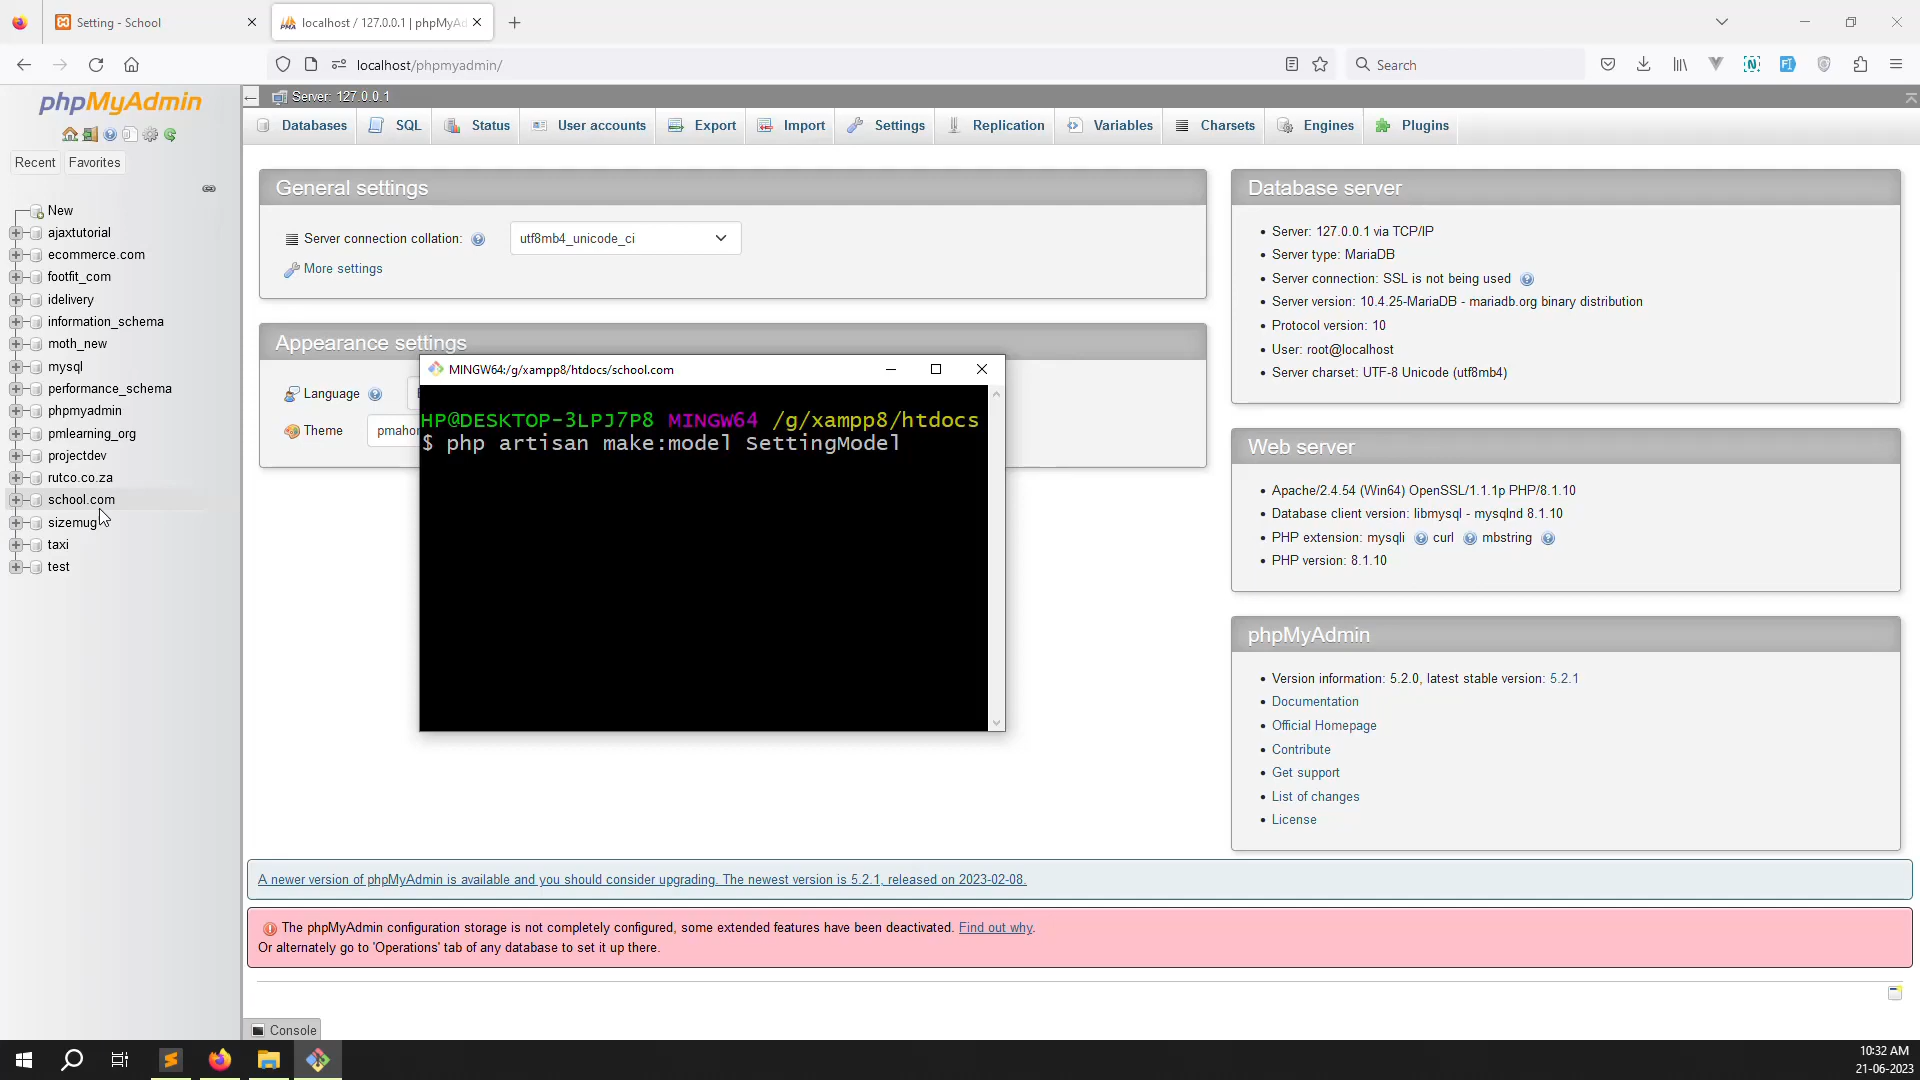 Setting - School
localhost / 127.0.0.1 | phpMyAd
localhost/phpmyadmin/
Search
phpMyAdmin
Recent
Favorites
New
ajaxtutorial
ecommerce.com
footfit_com
idelivery
information_schema
moth_new
mysql
performance_schema
phpmyadmin
pmlearning_org
projectdev
rutco.co.za
school.com
sizemug
taxi
test
Server: 127.0.0.1
Databases
SQL
Status
User accounts
Export
Import
Settings
Replication
Variables
Charsets
Engines
Plugins
General settings
Server connection collation:
utf8mb4_unicode_ci
More settings
Appearance settings
Language
Theme
pmahor
MINGW64:/g/xampp8/htdocs/school.com
HP@DESKTOP-3LPJ7P8 MINGW64 /g/xampp8/htdocs
$ php artisan make:model SettingModel
Database server
Server: 127.0.0.1 via TCP/IP
Server type: MariaDB
Server connection: SSL is not being used
Server version: 10.4.25-MariaDB - mariadb.org binary distribution
Protocol version: 10
User: root@localhost
Server charset: UTF-8 Unicode (utf8mb4)
Web server
Apache/2.4.54 (Win64) OpenSSL/1.1.1p PHP/8.1.10
Database client version: libmysql - mysqlnd 8.1.10
PHP extension: mysqli curl mbstring
PHP version: 8.1.10
phpMyAdmin
Version information: 5.2.0, latest stable version: 5.2.1
Documentation
Official Homepage
Contribute
Get support
List of changes
License
A newer version of phpMyAdmin is available and you should consider upgrading. The newest version is 5.2.1, released on 2023-02-08.
The phpMyAdmin configuration storage is not completely configured, some extended features have been deactivated. Find out why.
Or alternately go to 'Operations' tab of any database to set it up there.
Console
10:32 AM
21-06-2023